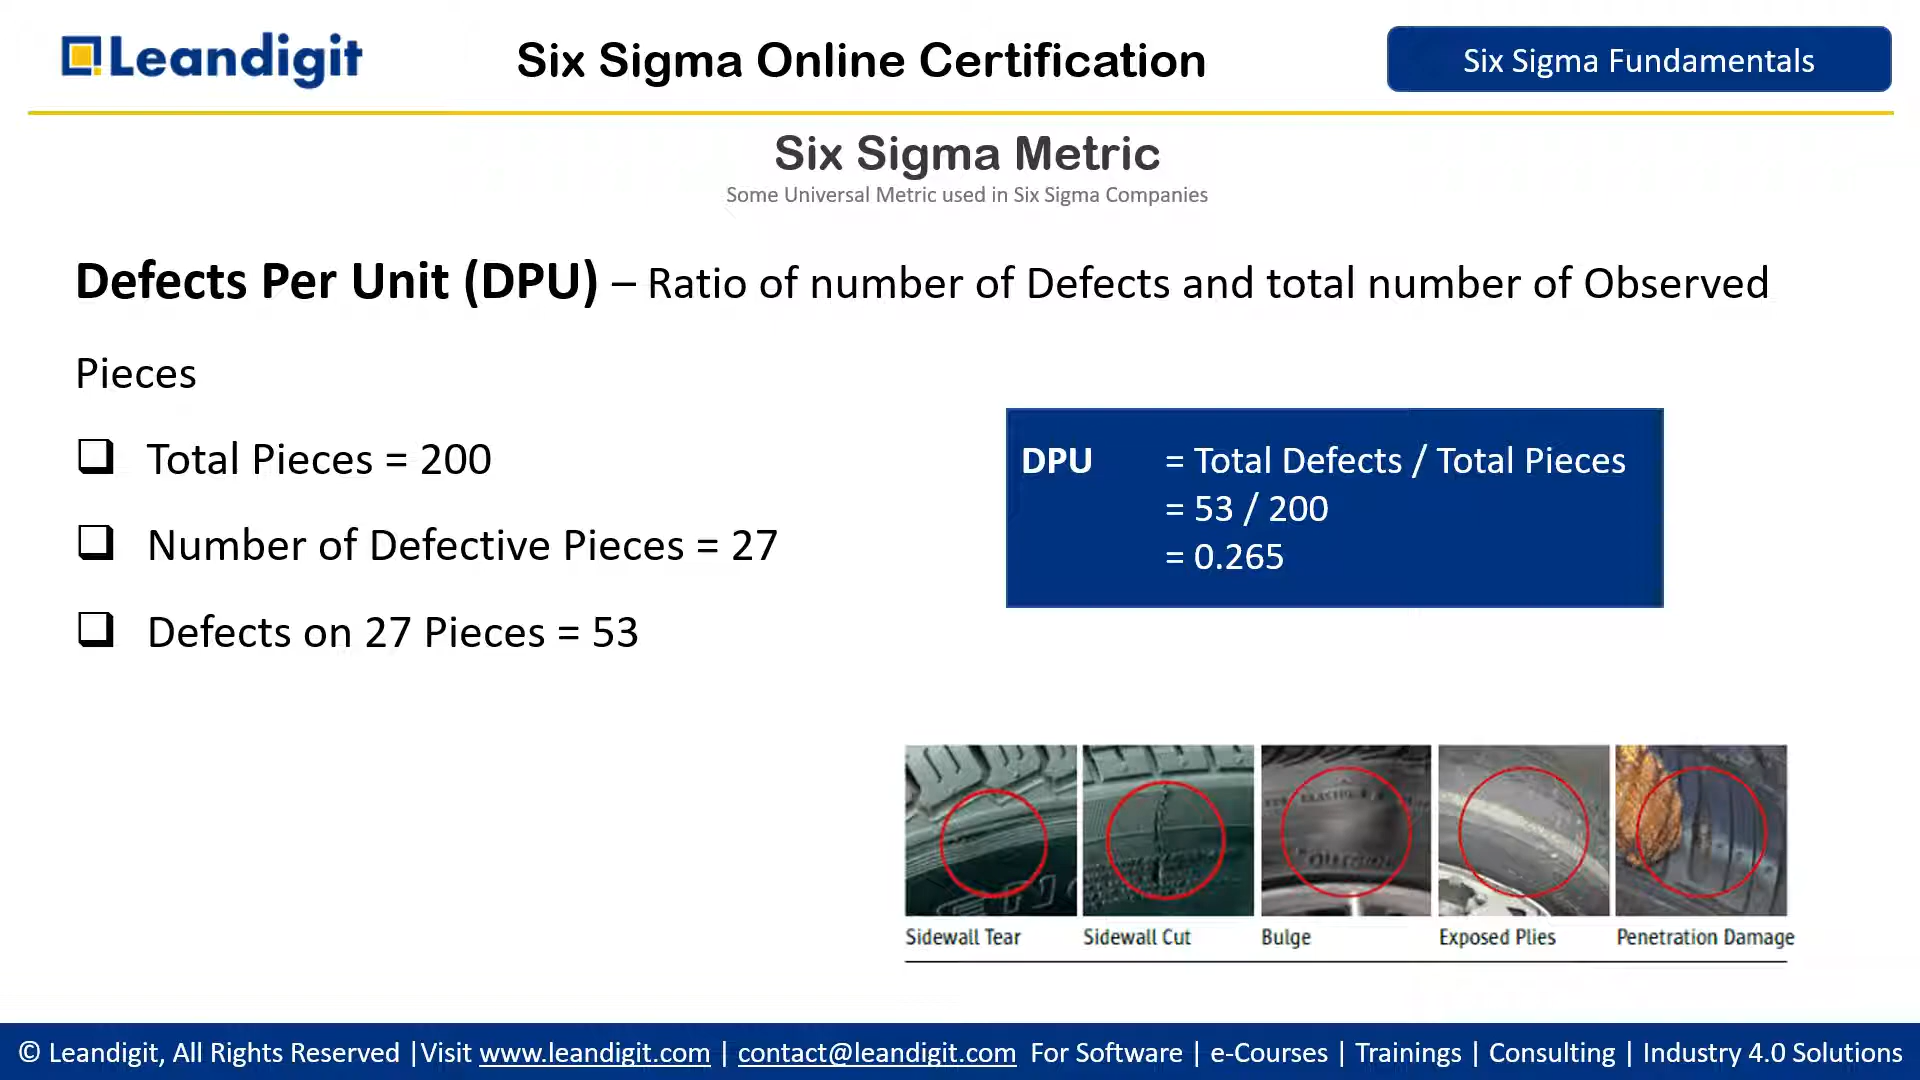 Leandigit
Six Sigma Online Certification
Six Sigma Fundamentals
Six Sigma Metric
Some Universal Metric used in Six Sigma Companies
Defects Per Unit (DPU) – Ratio of number of Defects and total number of Observed
Pieces
Total Pieces = 200
Number of Defective Pieces = 27
Defects on 27 Pieces = 53
DPU = Total Defects / Total Pieces
= 53 / 200
= 0.265
Sidewall Tear
Sidewall Cut
Bulge
Exposed Plies
Penetration Damage
© Leandigit, All Rights Reserved |Visit www.leandigit.com | contact@leandigit.com For Software | e-Courses | Trainings | Consulting | Industry 4.0 Solutions